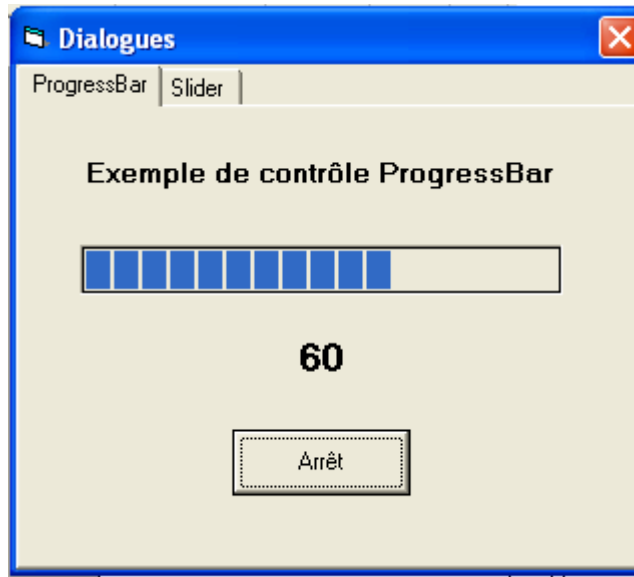 Dialogues
ProgressBar Slider
Exemple de contrôle ProgressBar
60
Arrêt